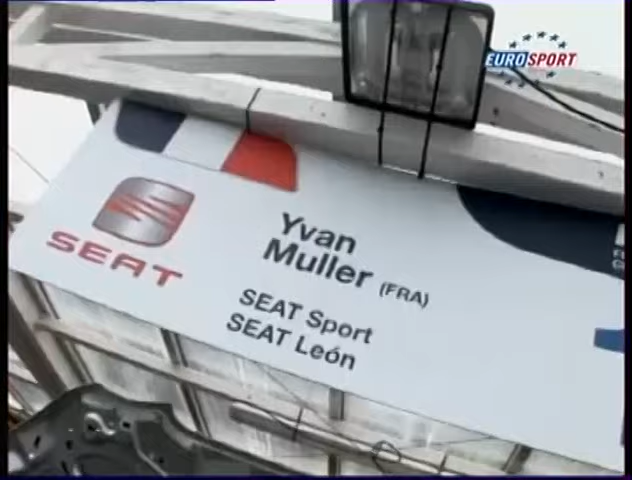 EUROSPORT
SEAT
Yvan
Muller (FRA)
SEAT Sport
SEAT León